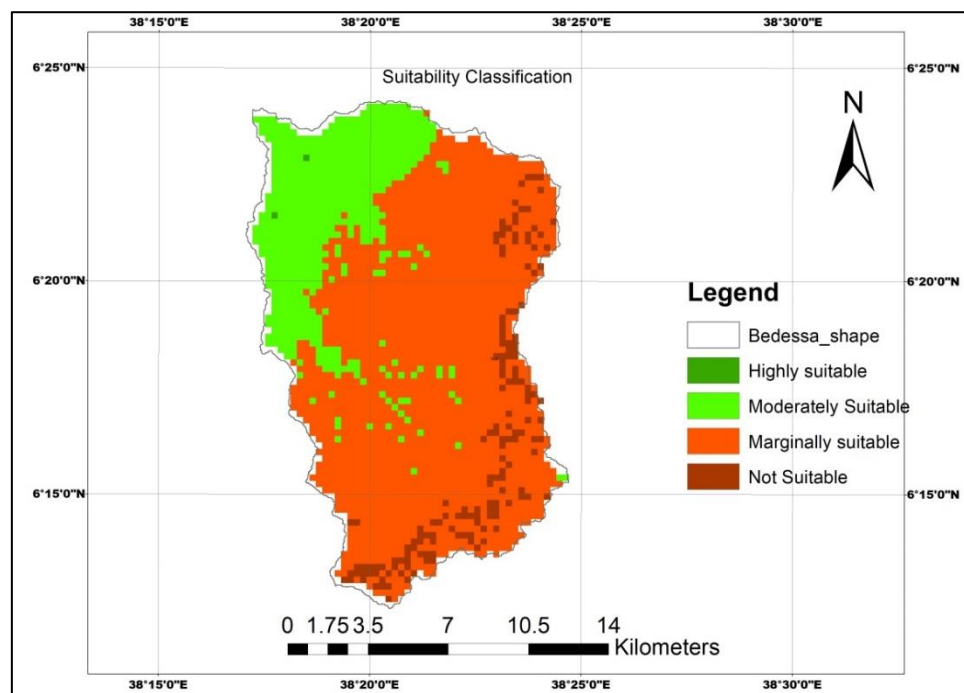 38°15'0"E 38°20'0"E 38°25'0"E 38°30'0"E
6°25'0"N 6°25'0"N
Suitability Classification
N
6°20'0"N 6°20'0"N
Legend
Bedessa_shape
Highly suitable
Moderately Suitable
Marginally suitable
Not Suitable
6°15'0"N 6°15'0"N
0 1.75 3.5 7 10.5 14
Kilometers
38°15'0"E 38°20'0"E 38°25'0"E 38°30'0"E